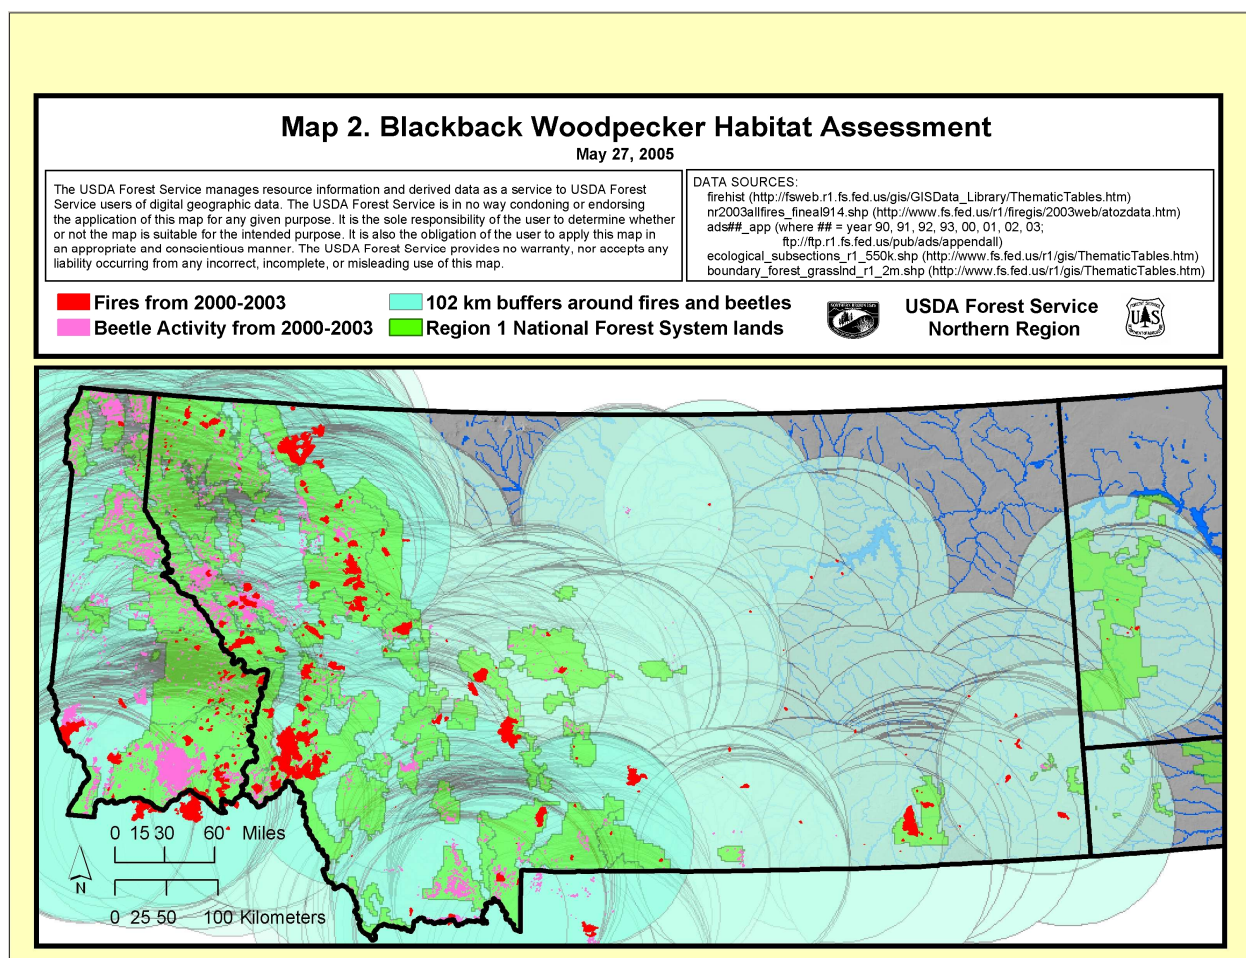 Map 2. Blackback Woodpecker Habitat Assessment
May 27, 2005
The USDA Forest Service manages resource information and derived data as a service to USDA Forest
Service users of digital geographic data. The USDA Forest Service is in no way condoning or endorsing
the application of this map for any given purpose. It is the sole responsibility of the user to determine whether
or not the map is suitable for the intended purpose. It is also the obligation of the user to apply this map in
an appropriate and conscientious manner. The USDA Forest Service provides no warranty, nor accepts any
liability occurring from any incorrect, incomplete, or misleading use of this map.
DATA SOURCES:
firehist (http://fsweb.r1.fs.fed.us/gis/GISData_Library/ThematicTables.htm)
nr2003allfires_fineal914.shp (http://www.fs.fed.us/r1/firegis/2003web/atozdata.htm)
ads##_app (where ## = year 90, 91, 92, 93, 00, 01, 02, 03;
ftp://ftp.r1.fs.fed.us/pub/ads/appendall)
ecological_subsections_r1_550k.shp (http://www.fs.fed.us/r1/gis/ThematicTables.htm)
boundary_forest_grasslnd_r1_2m.shp (http://www.fs.fed.us/r1/gis/ThematicTables.htm)
Fires from 2000-2003
Beetle Activity from 2000-2003
102 km buffers around fires and beetles
Region 1 National Forest System lands
USDA Forest Service
Northern Region
U S
0 15 30 60 Miles
N
0 25 50 100 Kilometers